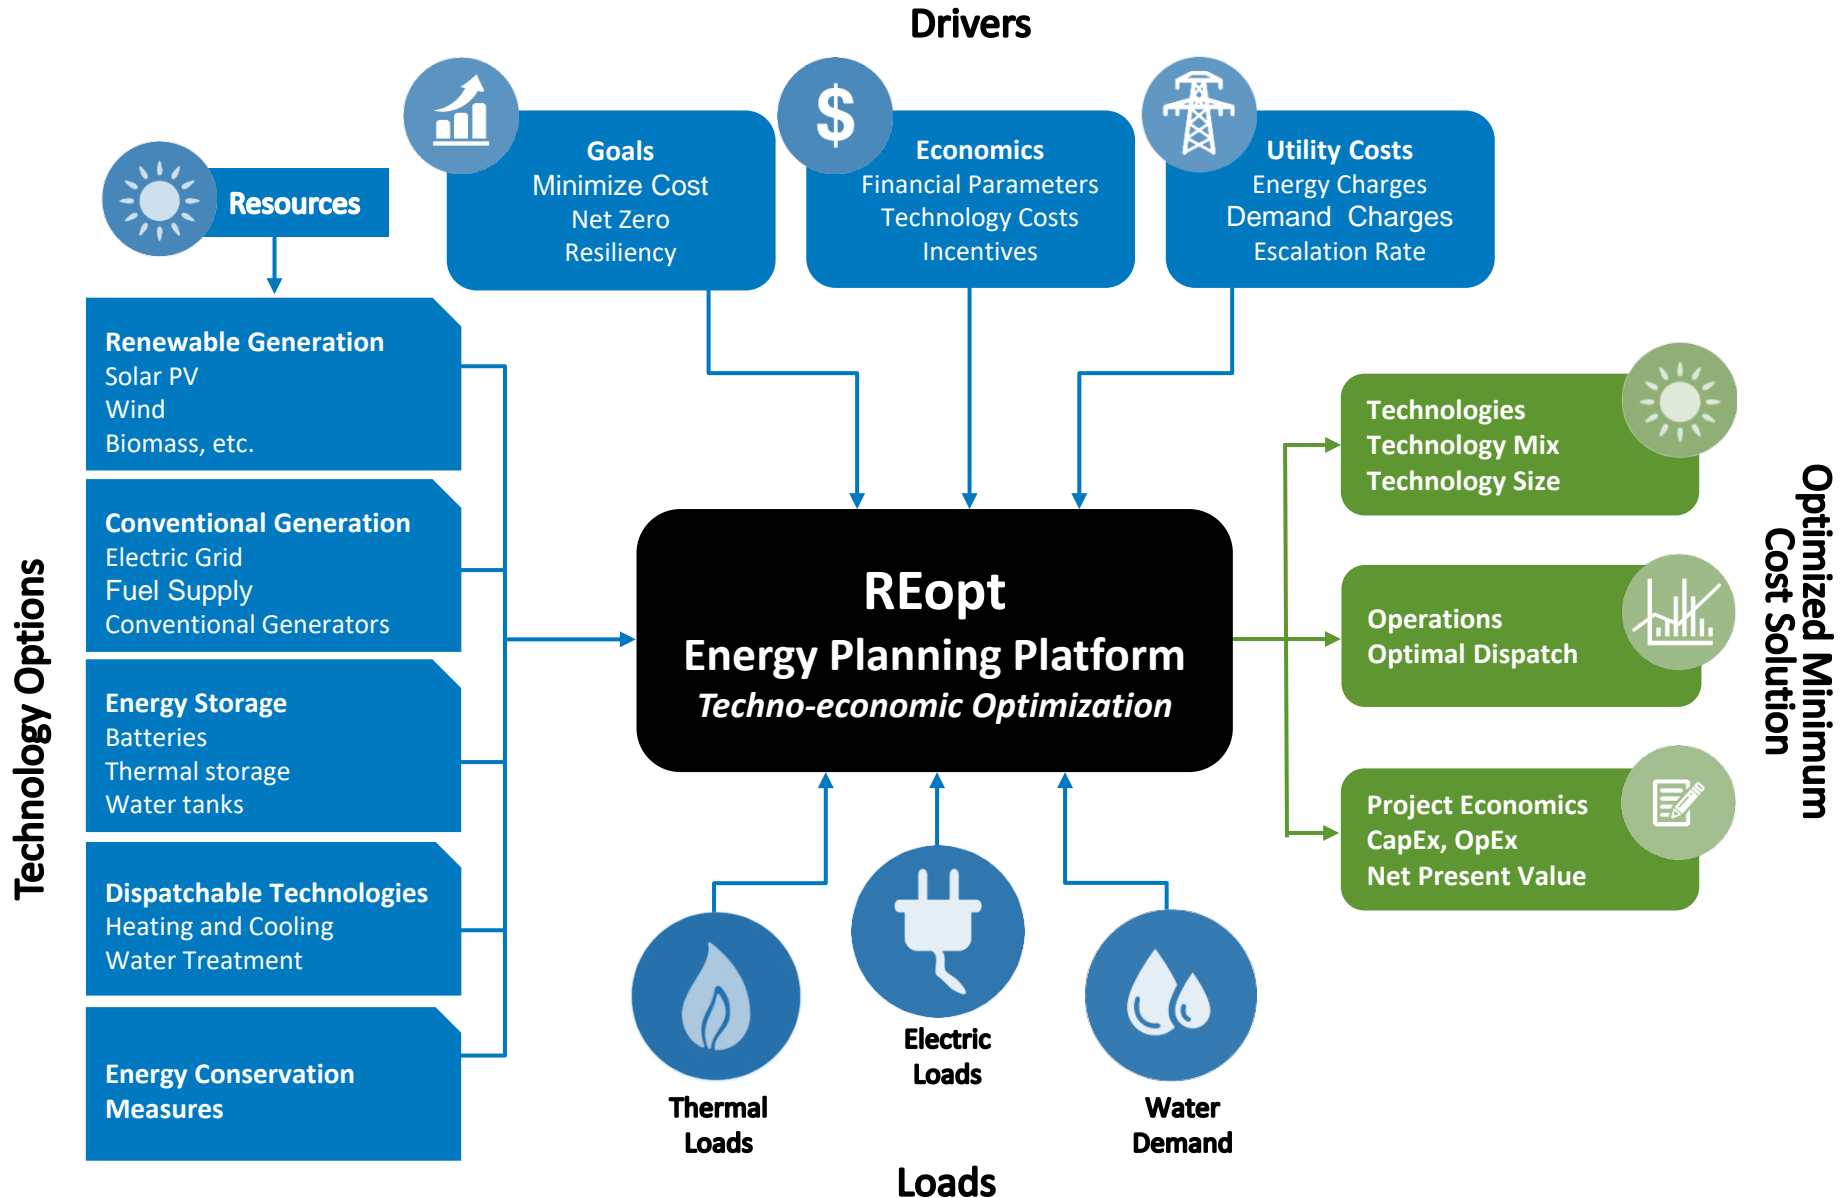 Drivers
Goals
Minimize Cost
Net Zero
Resiliency
Economics
Financial Parameters
Technology Costs
Incentives
Utility Costs
Energy Charges
Demand Charges
Escalation Rate
Resources
Technology Options
Renewable Generation
Solar PV
Wind
Biomass, etc.
Conventional Generation
Electric Grid
Fuel Supply
Conventional Generators
Energy Storage
Batteries
Thermal storage
Water tanks
Dispatchable Technologies
Heating and Cooling
Water Treatment
Energy Conservation
Measures
REopt
Energy Planning Platform
Techno-economic Optimization
Thermal
Loads
Electric
Loads
Water
Demand
Loads
Technologies
Technology Mix
Technology Size
Operations
Optimal Dispatch
Project Economics
CapEx, OpEx
Net Present Value
Optimized Minimum
Cost Solution
$